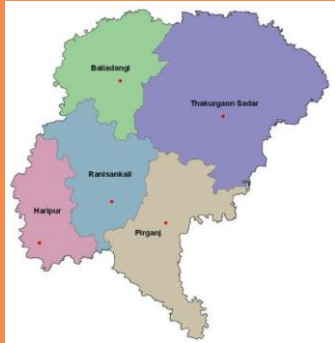 Baliadangi
Thakurgaon Sadar
Ranisankail
Haripur
Pirganj